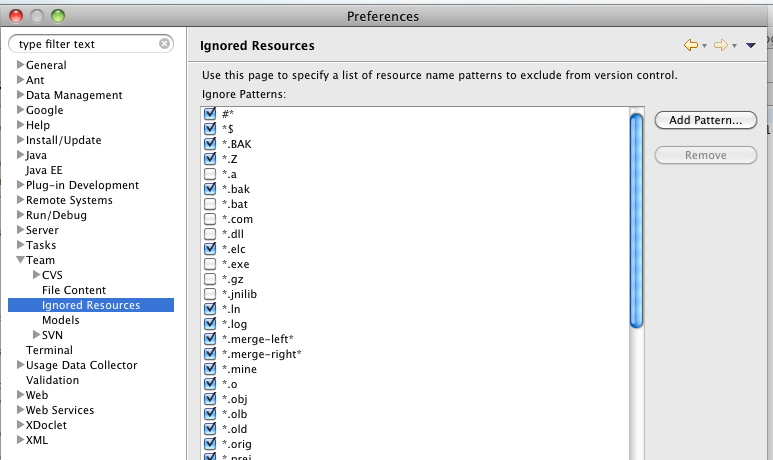 Preferences
type filter text
General
Ant
Data Management
Google
Help
Install/Update
Java
Java EE
Plug-in Development
Remote Systems
Run/Debug
Server
Tasks
Team
CVS
File Content
Ignored Resources
Models
SVN
Terminal
Usage Data Collector
Validation
Web
Web Services
XDoclet
XML
Ignored Resources
Use this page to specify a list of resource name patterns to exclude from version control.
Ignore Patterns:
#*
*$
*.BAK
*.Z
*.a
*.bak
*.bat
*.com
*.dll
*.elc
*.exe
*.gz
*.jnilib
*.ln
*.log
*.merge-left*
*.merge-right*
*.mine
*.o
*.obj
*.olb
*.old
*.orig
Add Pattern...
Remove